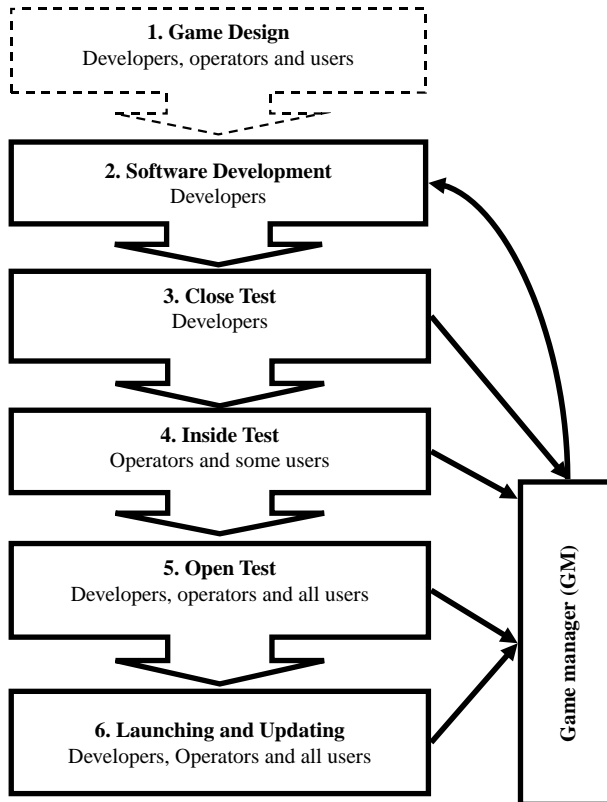 1. Game Design
Developers, operators and users
2. Software Development
Developers
3. Close Test
Developers
4. Inside Test
Operators and some users
5. Open Test
Developers, operators and all users
6. Launching and Updating
Developers, Operators and all users
Game manager (GM)